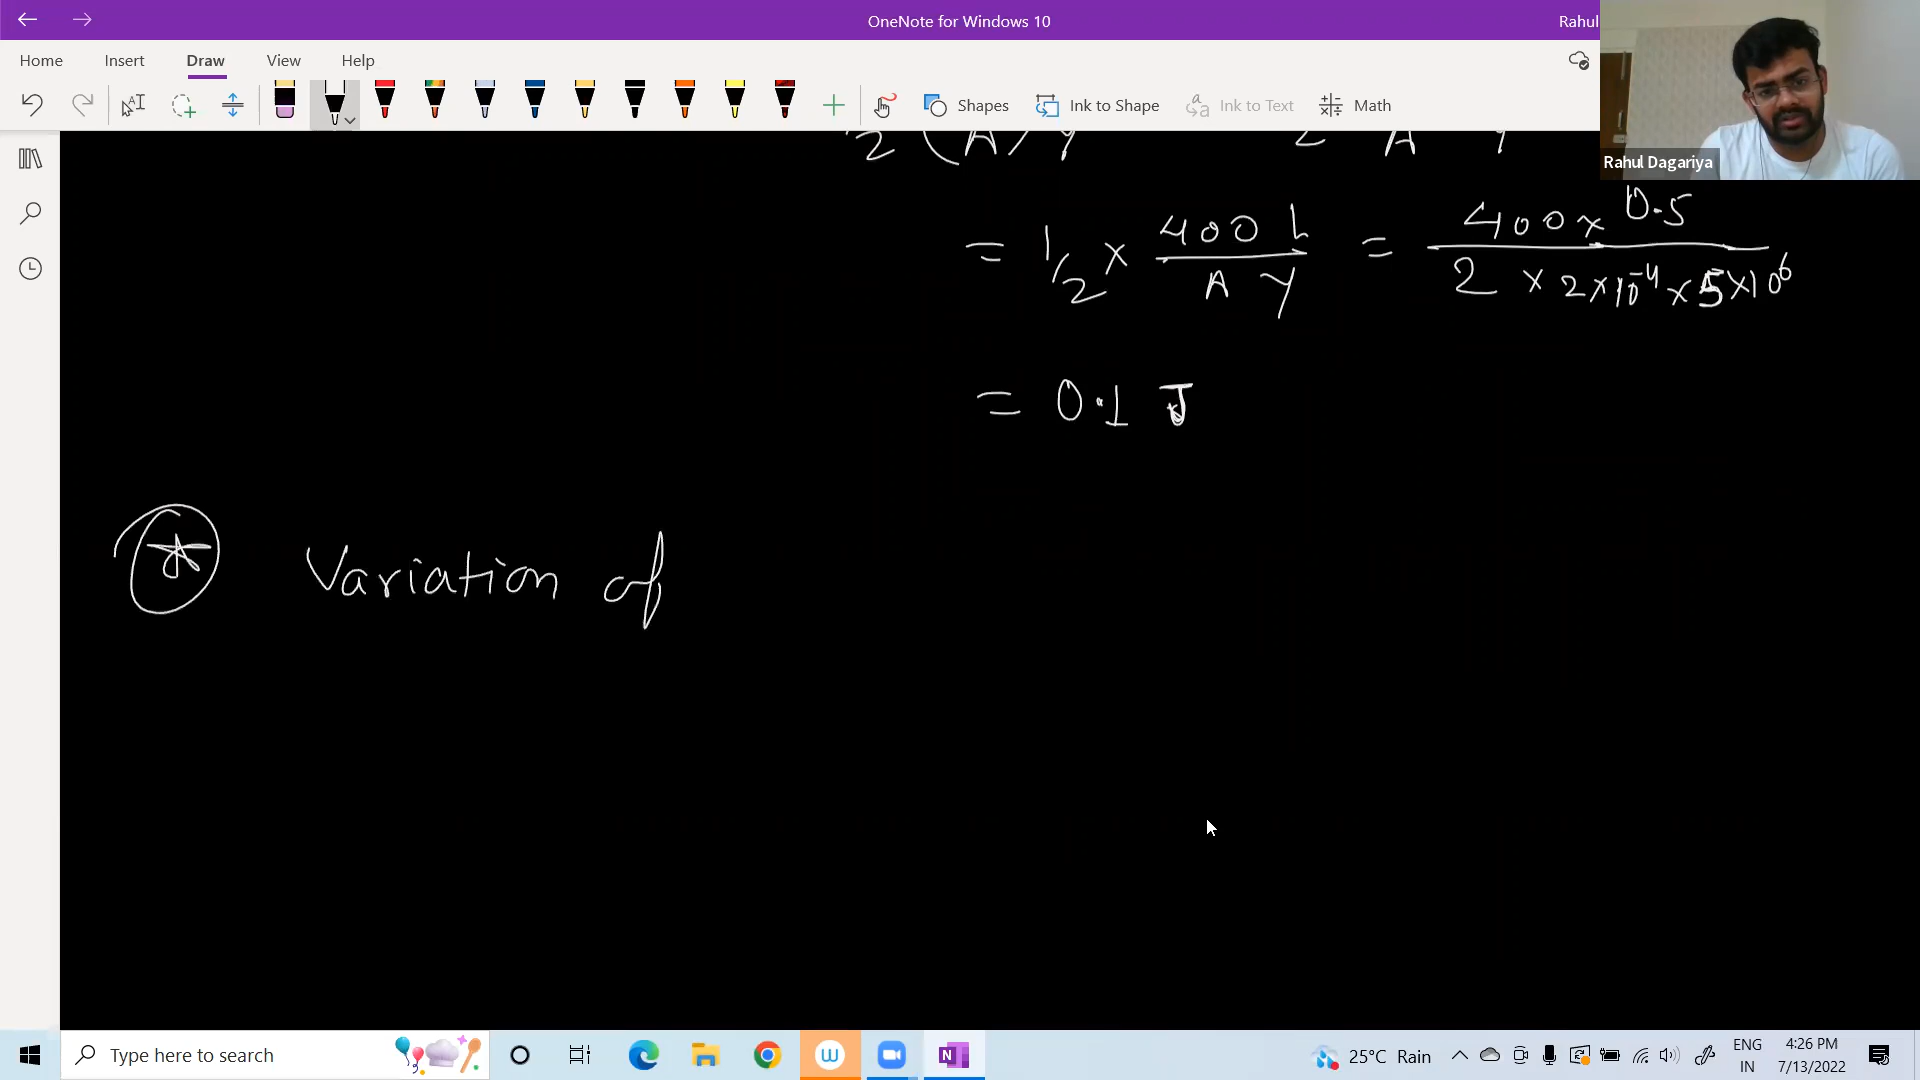 OneNote for Windows 10
Rahul
Home Insert Draw View Help
Shapes Ink to Shape Ink to Text Math
Rahul Dagariya
2 (A) Y 2 A Y
= 1/2 × 400 L / A Y = 400 × 0.5 / 2 × 2×10⁻⁴ × 5×10⁶
= 0.1 J
Variation of
Type here to search
25°C Rain
ENG
IN
4:26 PM
7/13/2022